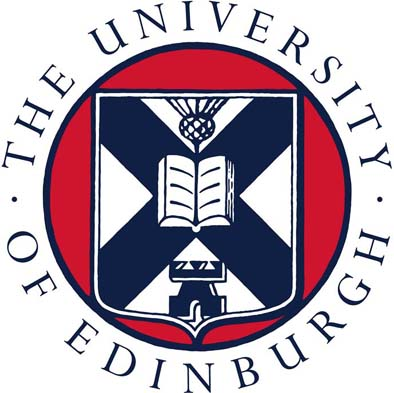 · THE UNIVERSITY ·
OF EDINBURGH